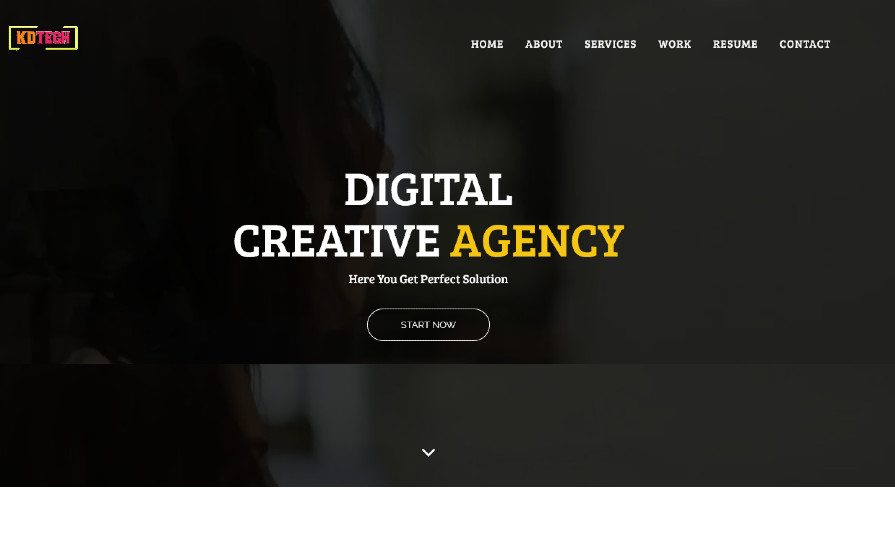 KDTECH
HOME ABOUT SERVICES WORK RESUME CONTACT
DIGITAL
CREATIVE AGENCY
Here You Get Perfect Solution
START NOW